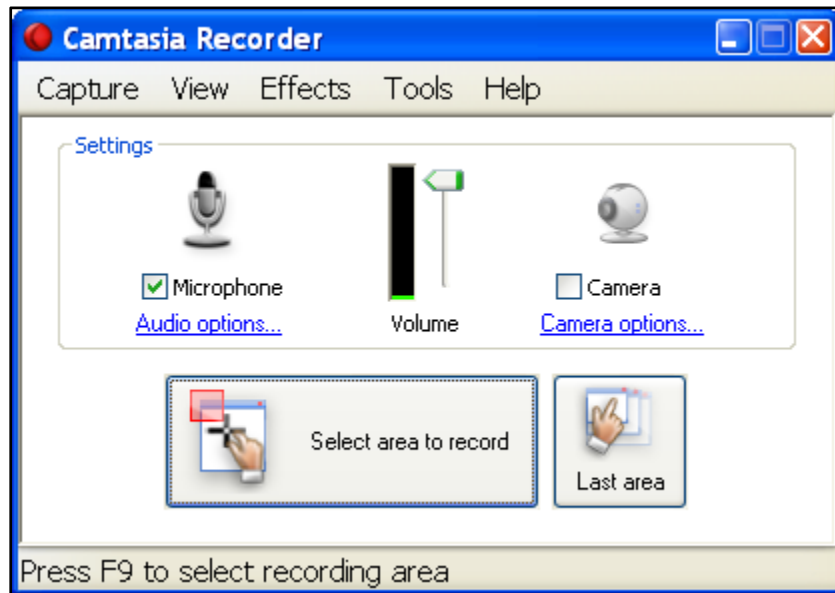 Camtasia Recorder
Capture View Effects Tools Help
Settings
Microphone
Volume
Camera
Audio options...
Camera options...
Select area to record
Last area
Press F9 to select recording area